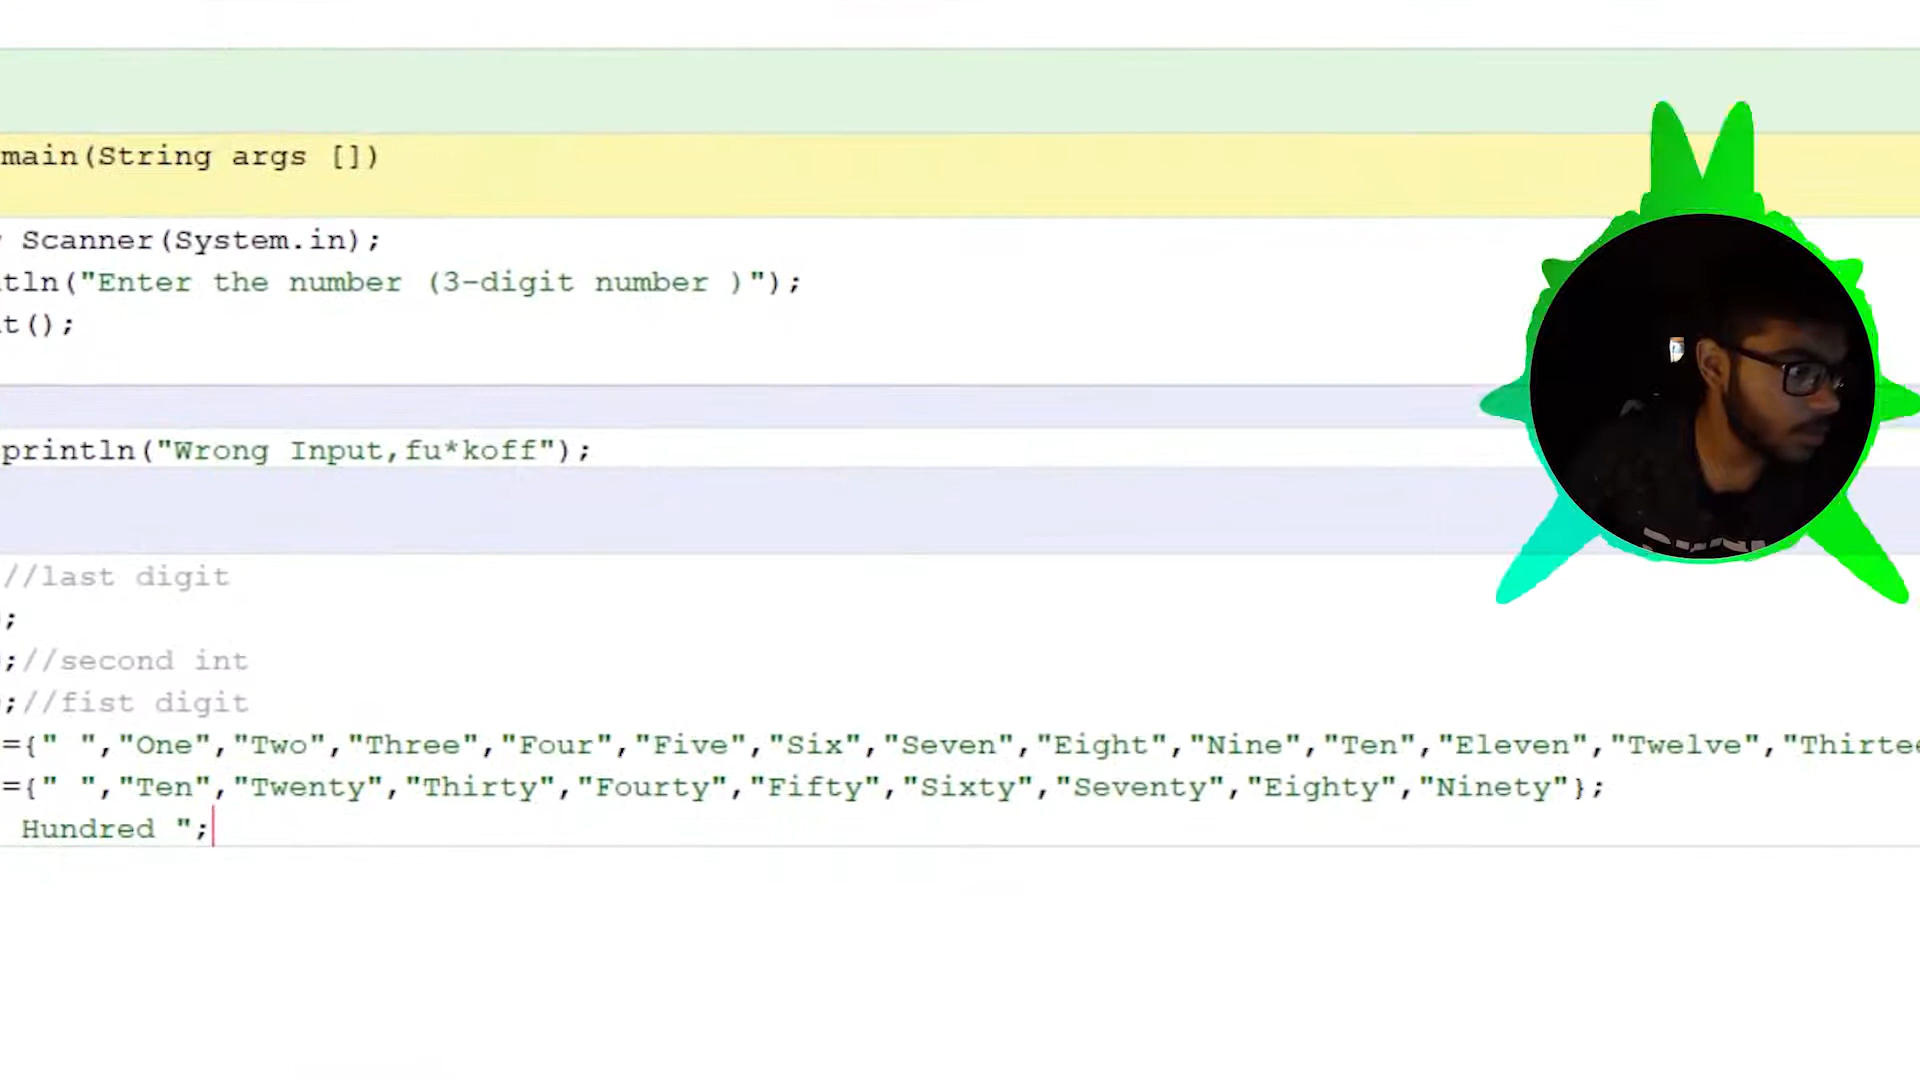 main(String args [])
Scanner(System.in);
tln("Enter the number (3-digit number )");
t();
println("Wrong Input,fu*koff");
//last digit
;
;//second int
;//fist digit
={" ","One","Two","Three","Four","Five","Six","Seven","Eight","Nine","Ten","Eleven","Twelve","Thirtee
={" ","Ten","Twenty","Thirty","Fourty","Fifty","Sixty","Seventy","Eighty","Ninety"};
Hundred ";